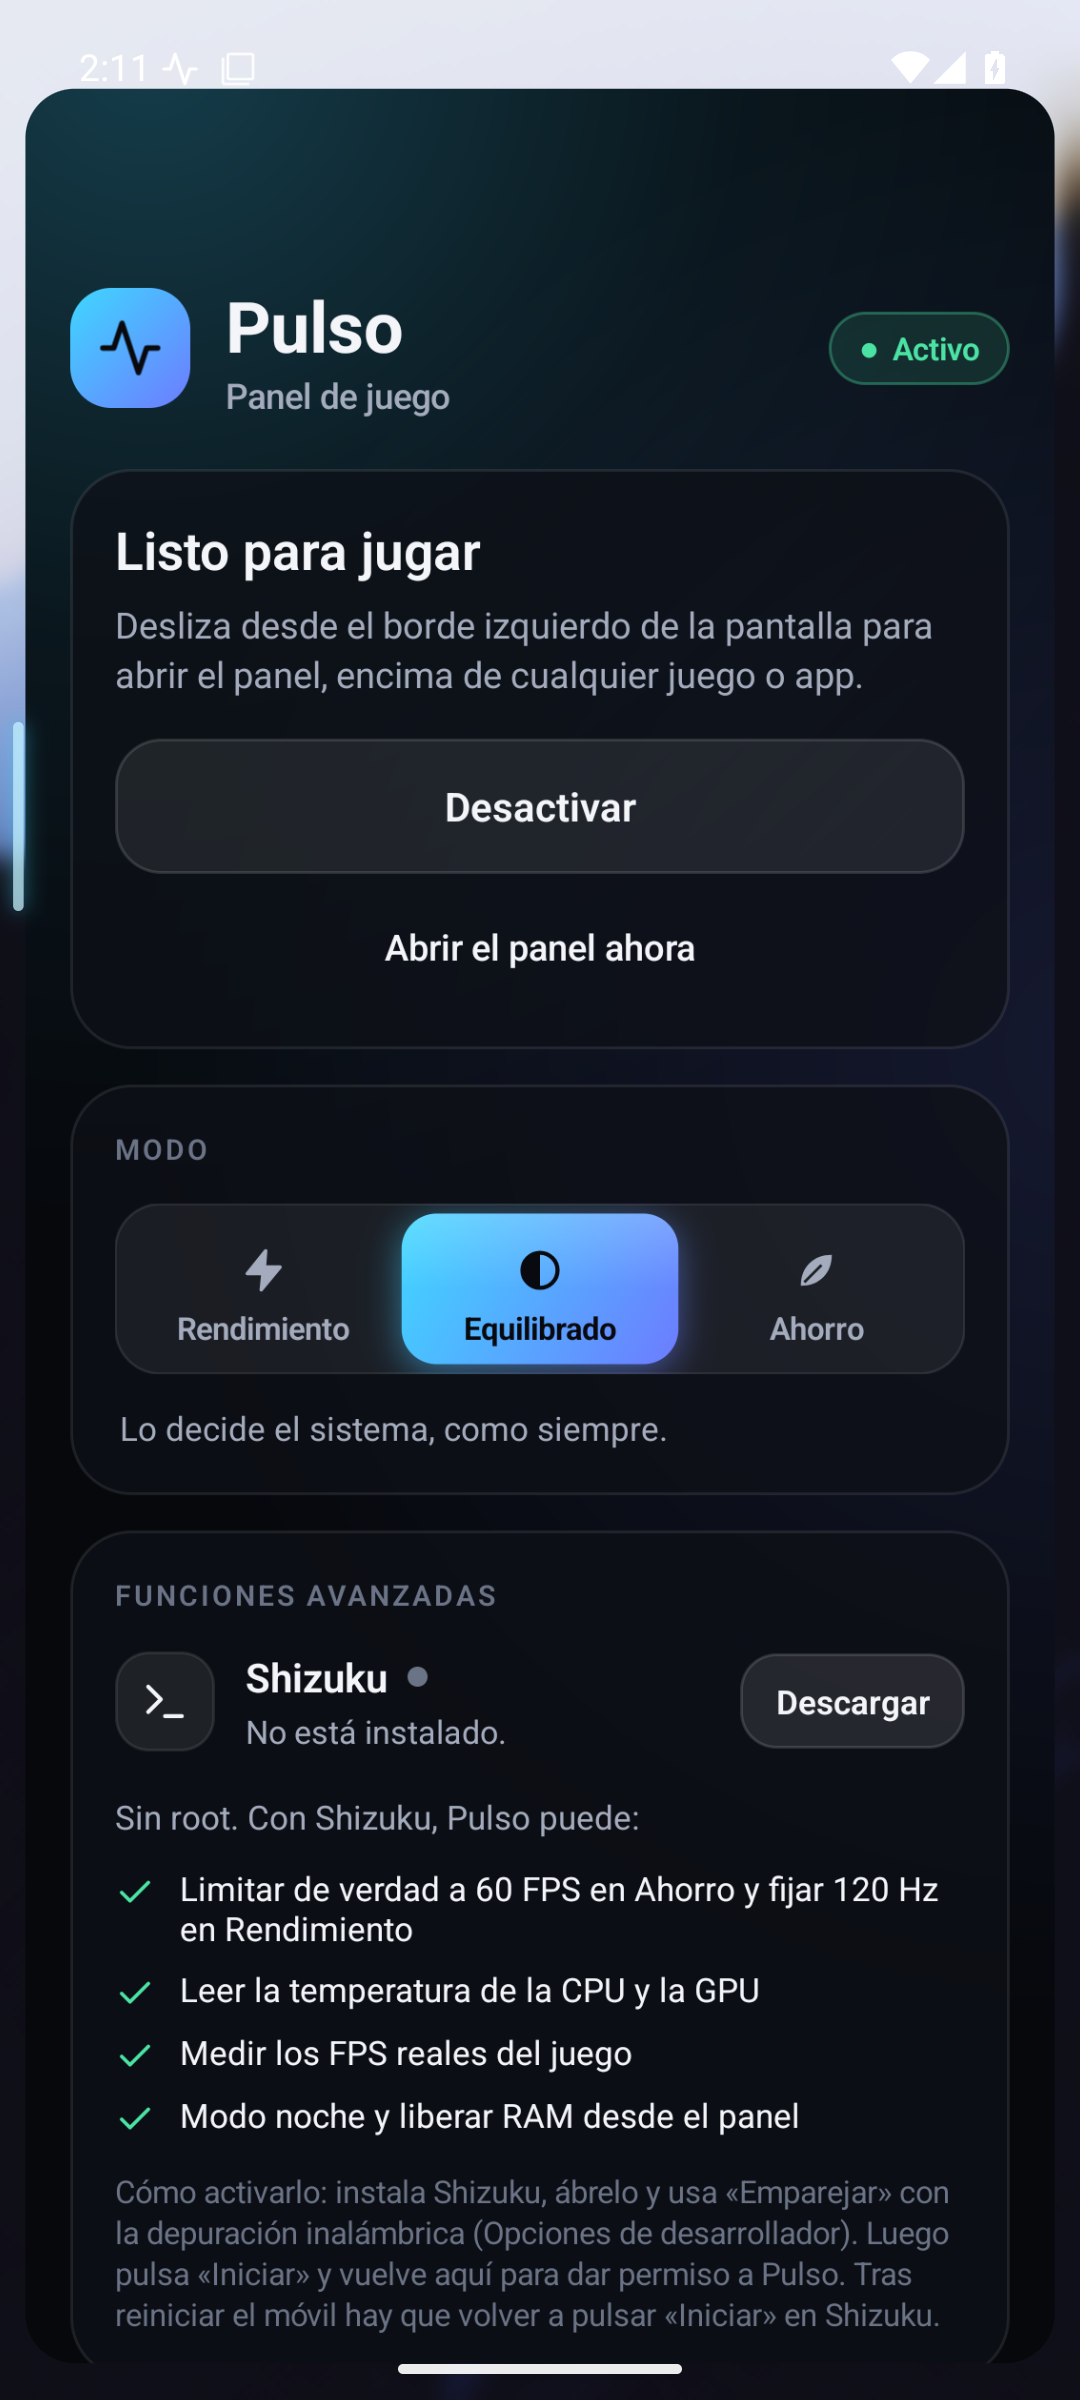 2:11
Pulso
Panel de juego
Activo
Listo para jugar
Desliza desde el borde izquierdo de la pantalla para
abrir el panel, encima de cualquier juego o app.
Desactivar
Abrir el panel ahora
MODO
Rendimiento
Equilibrado
Ahorro
Lo decide el sistema, como siempre.
FUNCIONES AVANZADAS
Shizuku
No está instalado.
Descargar
Sin root. Con Shizuku, Pulso puede:
Limitar de verdad a 60 FPS en Ahorro y fijar 120 Hz
en Rendimiento
Leer la temperatura de la CPU y la GPU
Medir los FPS reales del juego
Modo noche y liberar RAM desde el panel
Cómo activarlo: instala Shizuku, ábrelo y usa «Emparejar» con
la depuración inalámbrica (Opciones de desarrollador). Luego
pulsa «Iniciar» y vuelve aquí para dar permiso a Pulso. Tras
reiniciar el móvil hay que volver a pulsar «Iniciar» en Shizuku.